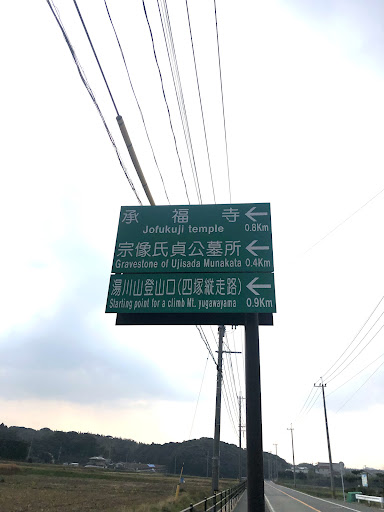 承福寺 ←
Jofukuji temple 0.8Km
宗像氏貞公墓所 ←
Gravestone of Ujisada Munakata 0.4Km
湯川山登山口(四塚縦走路) ←
Starting point for a climb Mt. yugawayama 0.9Km